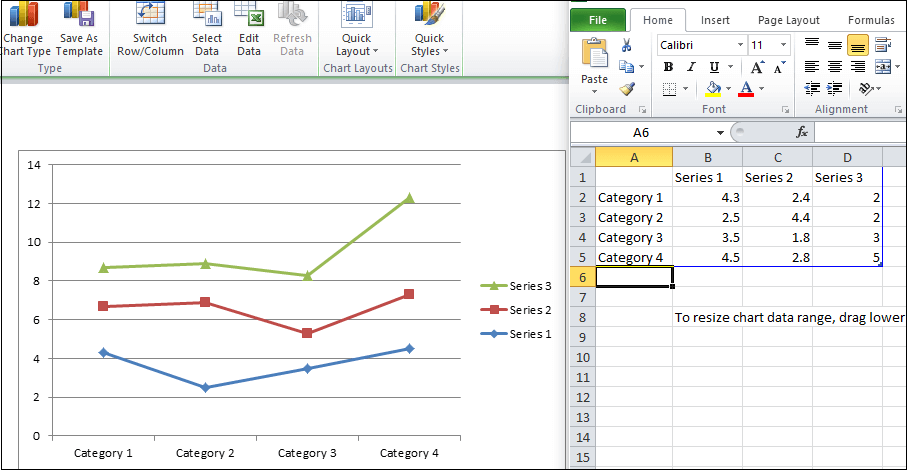 Change Chart Type
Save As Template
Switch Row/Column
Select Data
Edit Data
Refresh Data
Quick Layout
Quick Styles
Type
Data
Chart Layouts
Chart Styles
14
12
10
8
6
4
2
0
Category 1 Category 2 Category 3 Category 4
Series 3
Series 2
Series 1
File Home Insert Page Layout Formulas
Paste
Calibri 11
B I U A A
A
Clipboard Font Alignment
A6 fx
A B C D
1 Series 1 Series 2 Series 3
2 Category 1 4.3 2.4 2
3 Category 2 2.5 4.4 2
4 Category 3 3.5 1.8 3
5 Category 4 4.5 2.8 5
6
7
8 To resize chart data range, drag lower
9
10
11
12
13
14
15